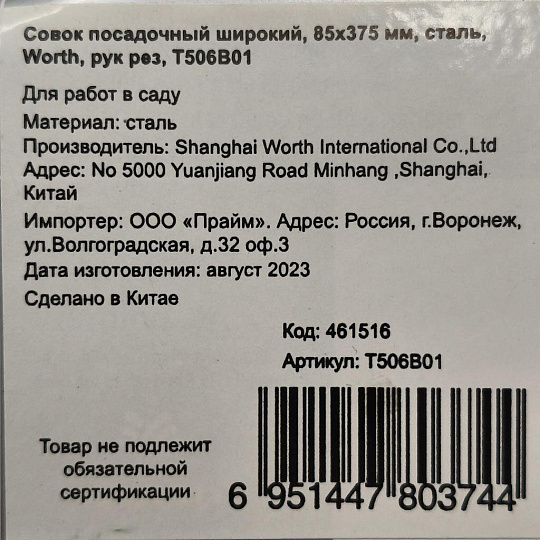 Совок посадочный широкий, 85х375 мм, сталь,
Worth, рук рез, T506B01
Для работ в саду
Материал: сталь
Производитель: Shanghai Worth International Co.,Ltd
Адрес: No 5000 Yuanjiang Road Minhang ,Shanghai,
Китай
Импортер: ООО «Прайм». Адрес: Россия, г.Воронеж,
ул.Волгоградская, д.32 оф.3
Дата изготовления: август 2023
Сделано в Китае
Код: 461516
Артикул: T506B01
Товар не подлежит
обязательной
сертификации
6 951447 803744